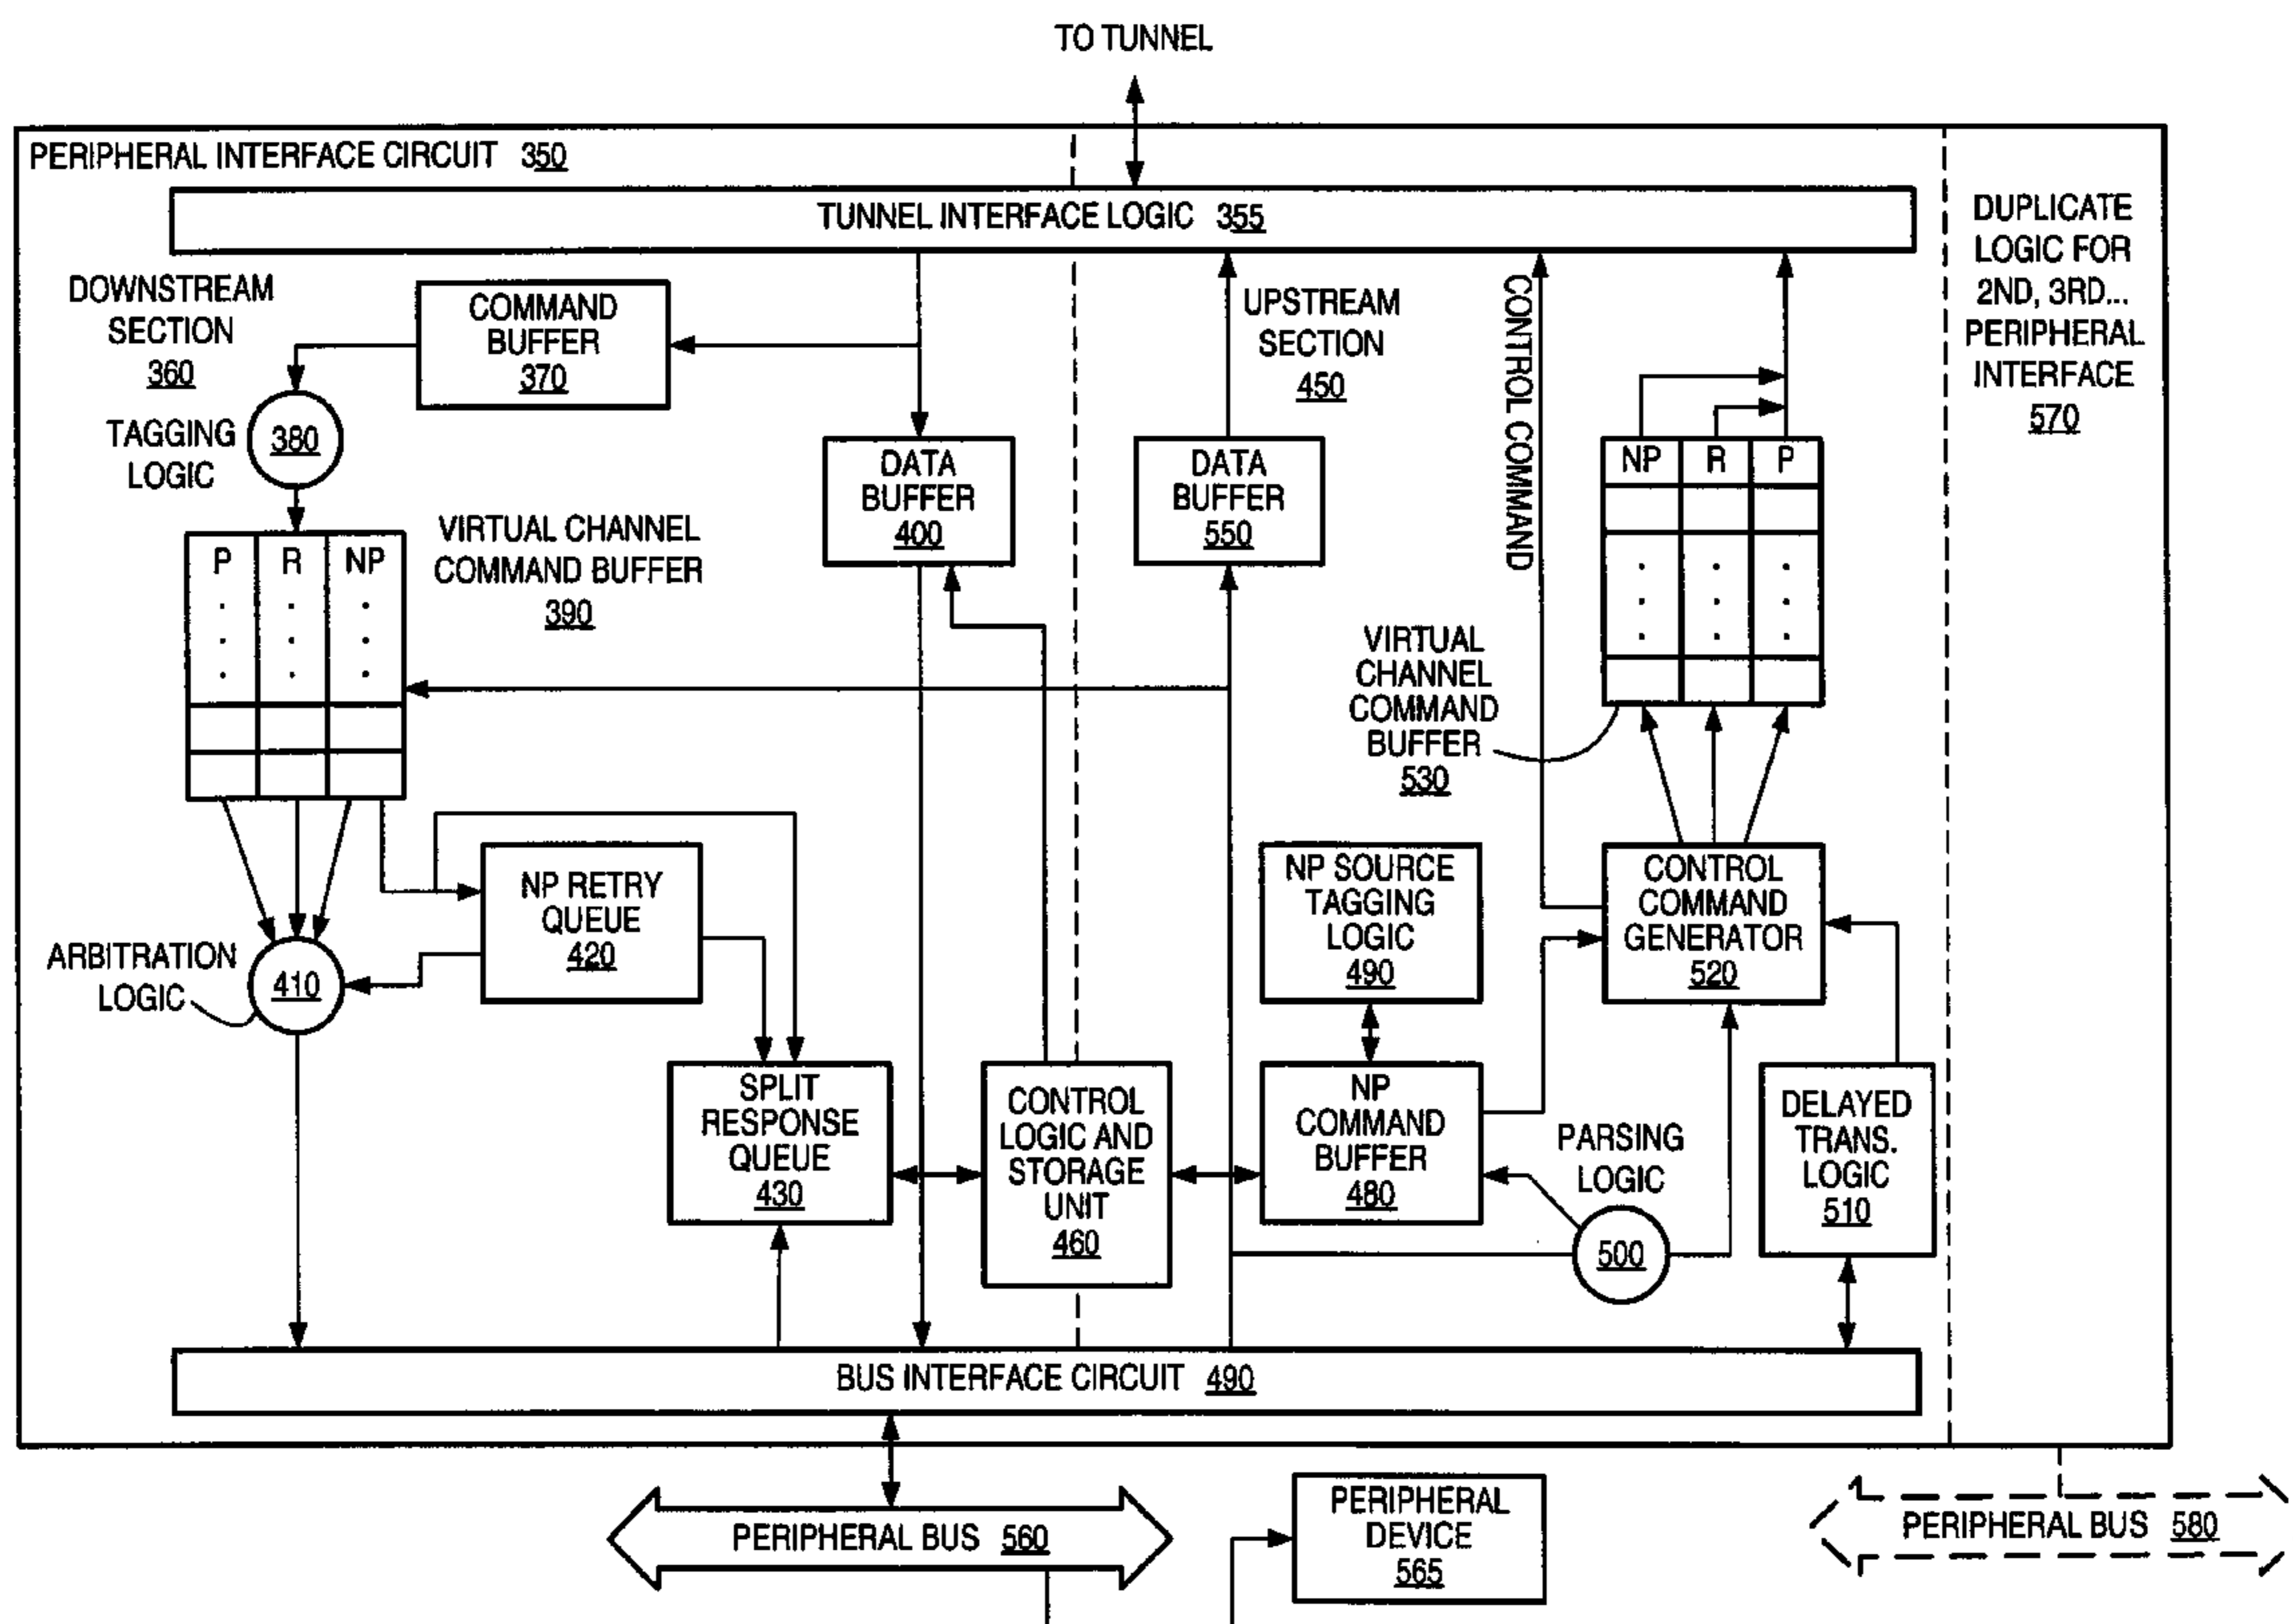 TO TUNNEL
PERIPHERAL INTERFACE CIRCUIT 350
TUNNEL INTERFACE LOGIC 355
DOWNSTREAM
SECTION
360
COMMAND
BUFFER
370
UPSTREAM
SECTION
450
CONTROL COMMAND
DUPLICATE
LOGIC FOR
2ND, 3RD...
PERIPHERAL
INTERFACE
570
TAGGING
LOGIC
380
DATA
BUFFER
400
DATA
BUFFER
550
NP R P
P R NP
VIRTUAL CHANNEL
COMMAND BUFFER
390
VIRTUAL
CHANNEL
COMMAND
BUFFER
530
NP RETRY
QUEUE
420
NP SOURCE
TAGGING
LOGIC
490
CONTROL
COMMAND
GENERATOR
520
ARBITRATION
LOGIC
410
SPLIT
RESPONSE
QUEUE
430
CONTROL
LOGIC AND
STORAGE
UNIT
460
NP
COMMAND
BUFFER
480
PARSING
LOGIC
500
DELAYED
TRANS.
LOGIC
510
BUS INTERFACE CIRCUIT 490
PERIPHERAL BUS 560
PERIPHERAL
DEVICE
565
PERIPHERAL BUS 580